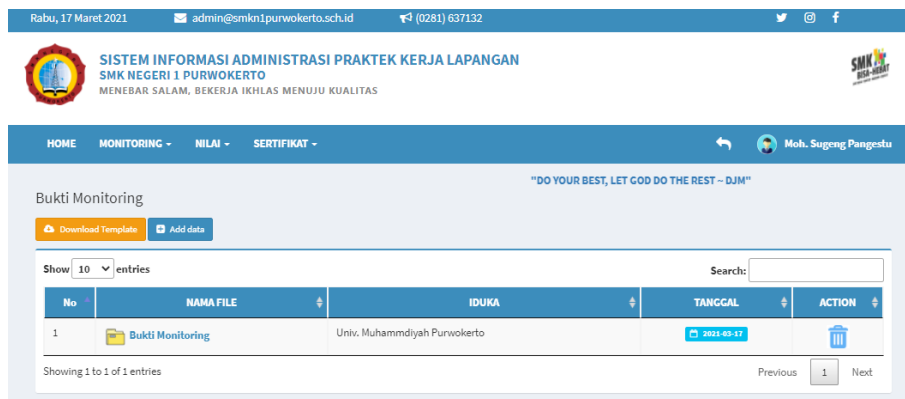 Rabu, 17 Maret 2021 admin@smkn1purwokerto.sch.id (0281) 637132
SISTEM INFORMASI ADMINISTRASI PRAKTEK KERJA LAPANGAN
SMK NEGERI 1 PURWOKERTO
MENEBAR SALAM, BEKERJA IKHLAS MENUJU KUALITAS
SMK
BISA-HEBAT
HOME MONITORING NILAI SERTIFIKAT Moh. Sugeng Pangestu
"DO YOUR BEST, LET GOD DO THE REST ~ DJM"
Bukti Monitoring
Download Template Add data
Show 10 entries Search:
No NAMA FILE IDUKA TANGGAL ACTION
1 Bukti Monitoring Univ. Muhammdiyah Purwokerto 2021-03-17
Showing 1 to 1 of 1 entries Previous 1 Next